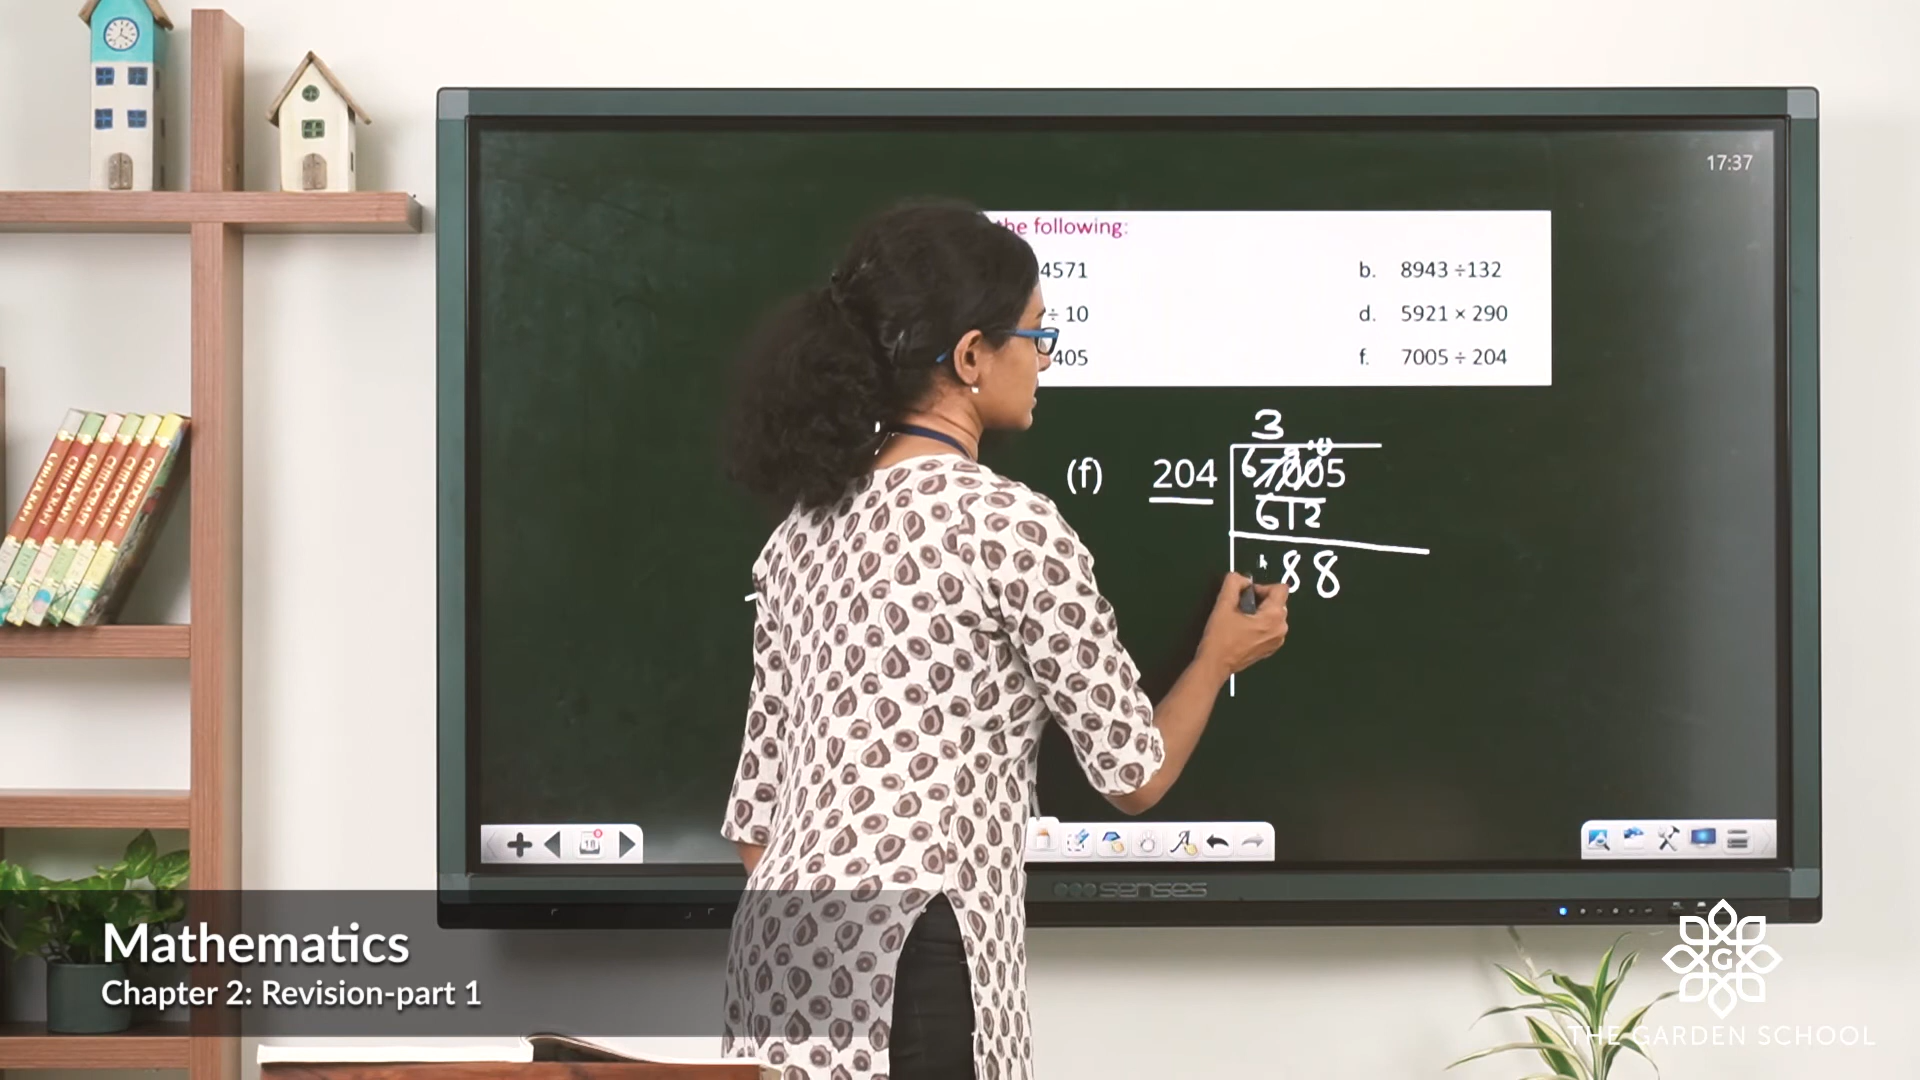 17:37
the following:
4571
b. 8943 ÷132
÷ 10
d. 5921 × 290
405
f. 7005 ÷ 204
3
(f) 204 7005
612
88
senses
Mathematics
Chapter 2: Revision-part 1
G
THE GARDEN SCHOOL